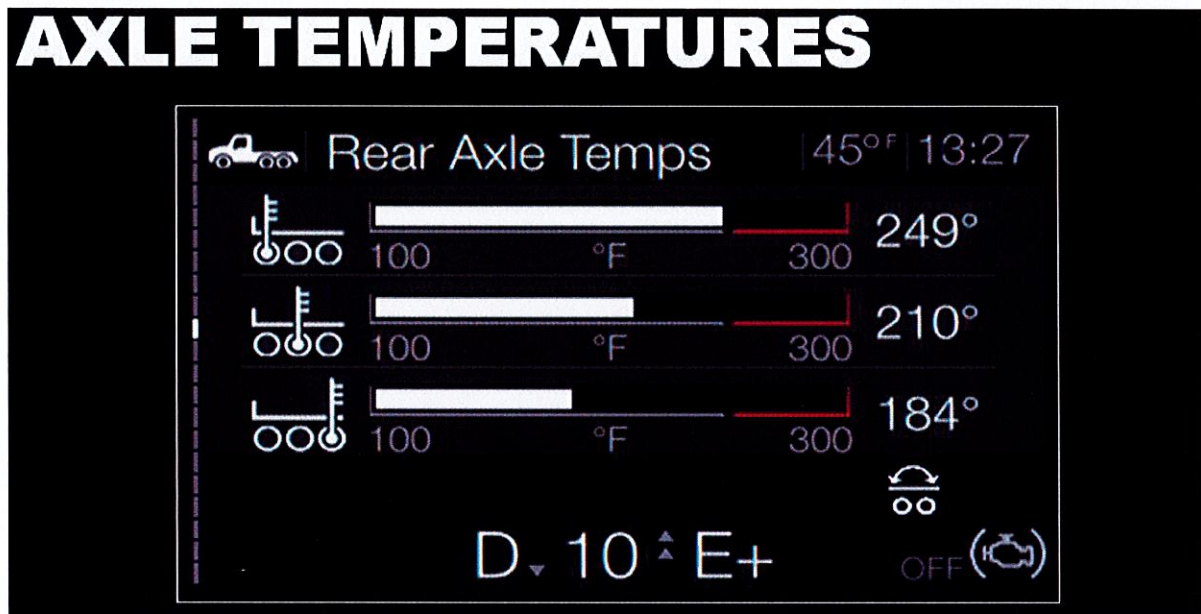 AXLE TEMPERATURES
Rear Axle Temps 45°F 13:27
249°
100 °F 300
210°
100 °F 300
184°
100 °F 300
D 10 E+ OFF